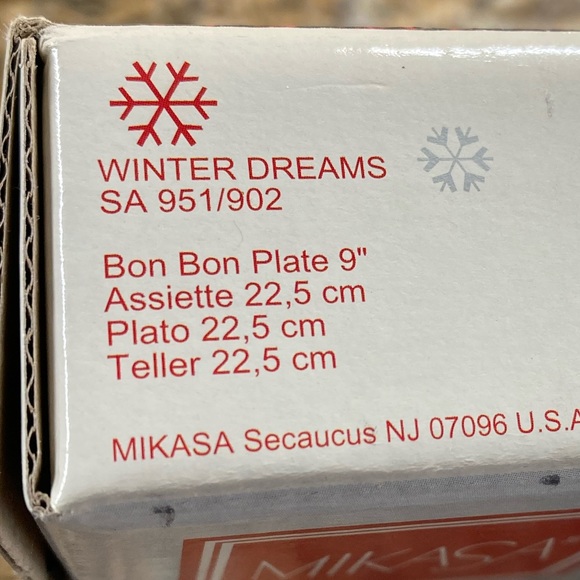 WINTER DREAMS
SA 951/902
Bon Bon Plate 9"
Assiette 22,5 cm
Plato 22,5 cm
Teller 22,5 cm
MIKASA Secaucus NJ 07096 U.S.A
MIKASA